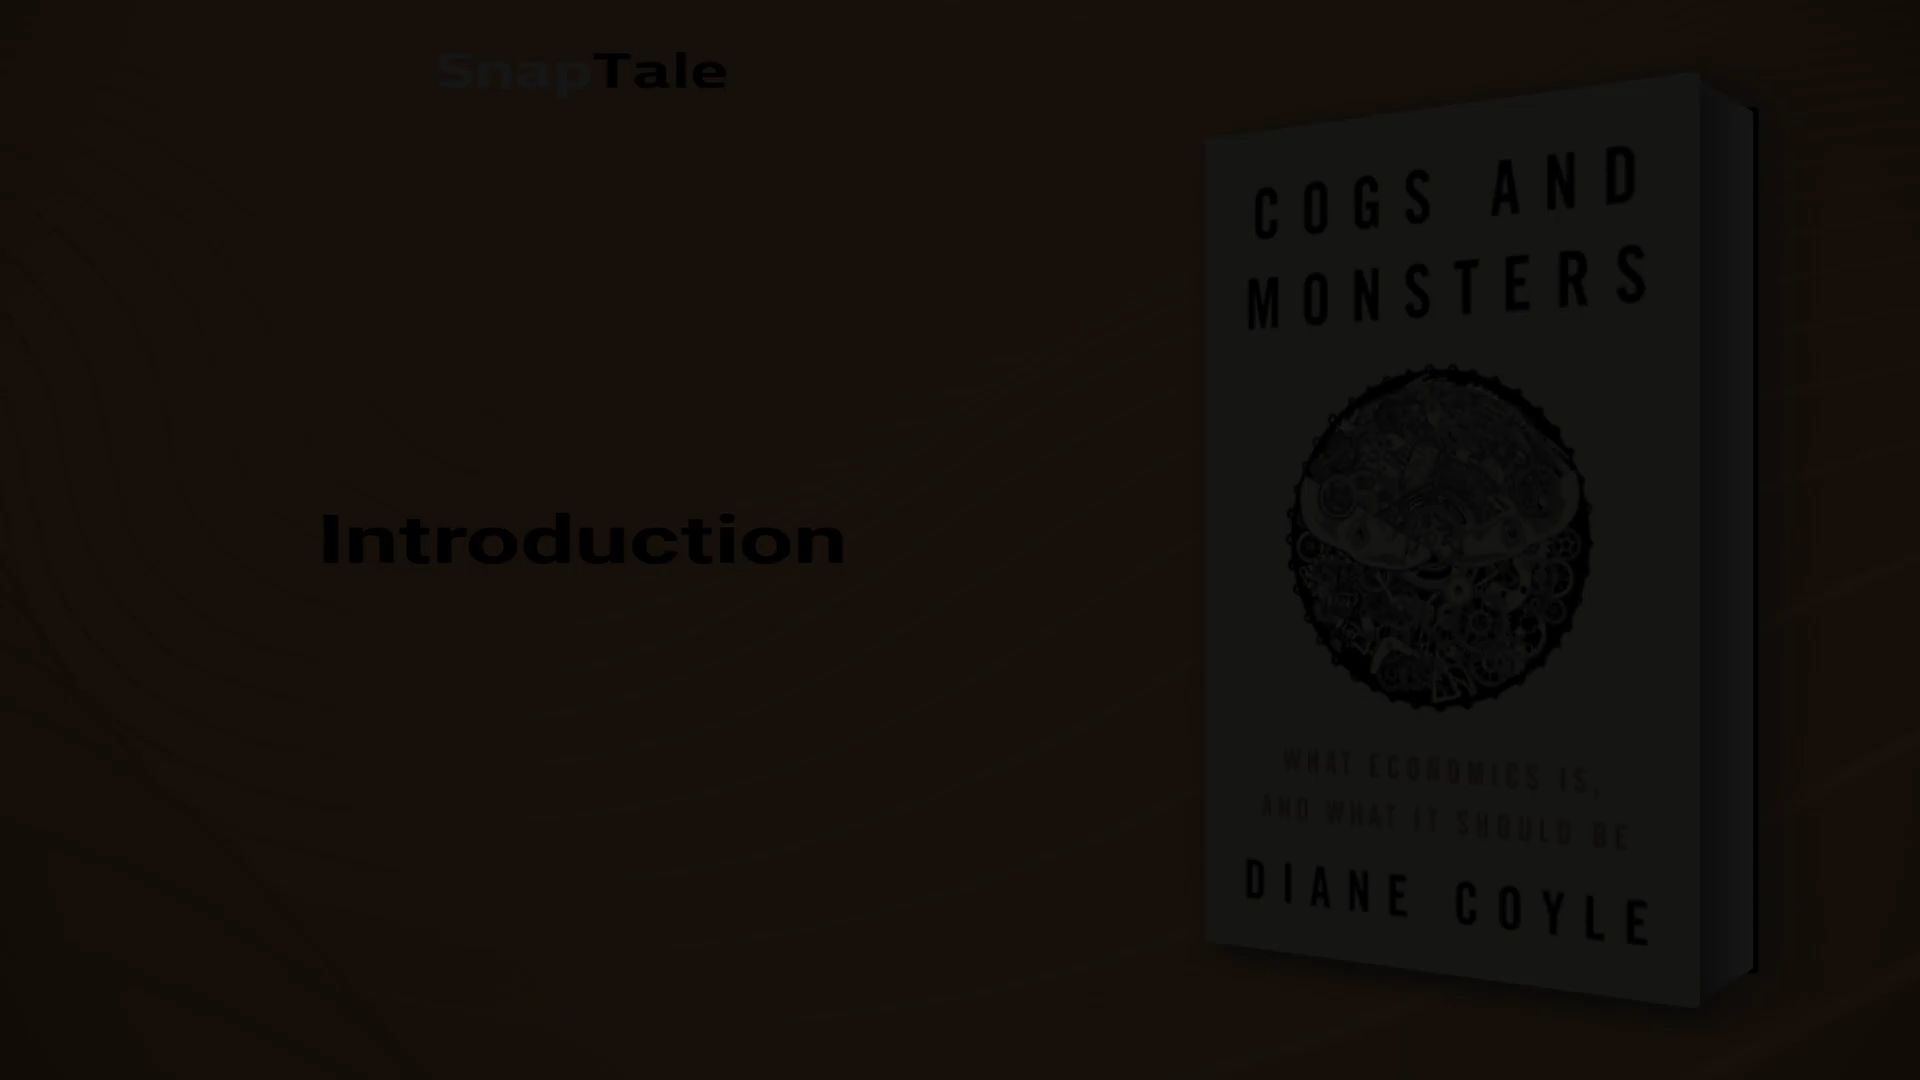 SnapTale
Introduction
COGS AND
MONSTERS
WHAT ECONOMICS IS,
AND WHAT IT SHOULD BE
DIANE COYLE